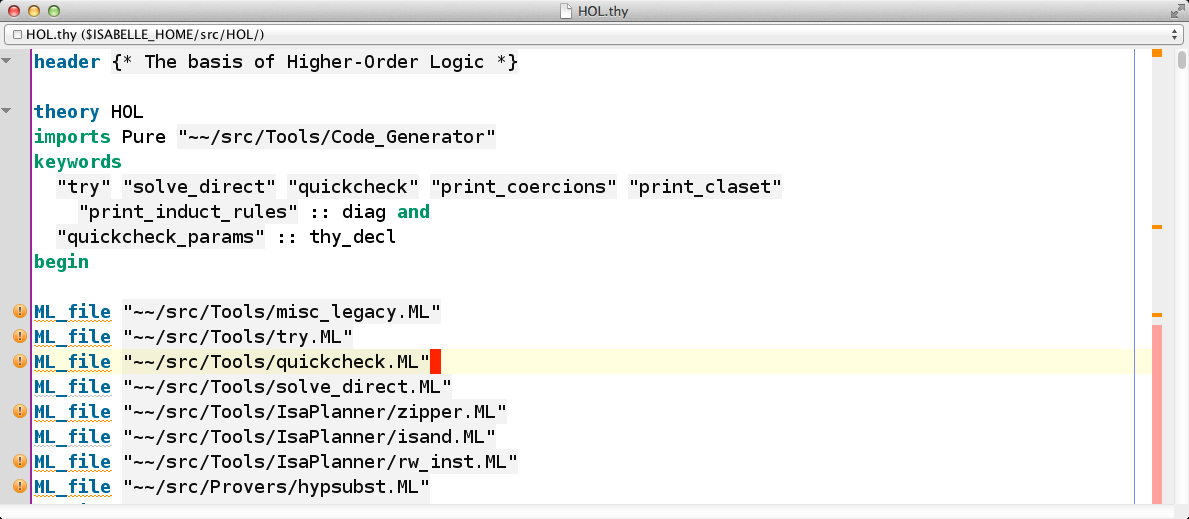 HOL.thy
HOL.thy ($ISABELLE_HOME/src/HOL/)
header {* The basis of Higher-Order Logic *}
theory HOL
imports Pure "~~/src/Tools/Code_Generator"
keywords
"try" "solve_direct" "quickcheck" "print_coercions" "print_claset"
"print_induct_rules" :: diag and
"quickcheck_params" :: thy_decl
begin
ML_file "~~/src/Tools/misc_legacy.ML"
ML_file "~~/src/Tools/try.ML"
ML_file "~~/src/Tools/quickcheck.ML"
ML_file "~~/src/Tools/solve_direct.ML"
ML_file "~~/src/Tools/IsaPlanner/zipper.ML"
ML_file "~~/src/Tools/IsaPlanner/isand.ML"
ML_file "~~/src/Tools/IsaPlanner/rw_inst.ML"
ML_file "~~/src/Provers/hypsubst.ML"